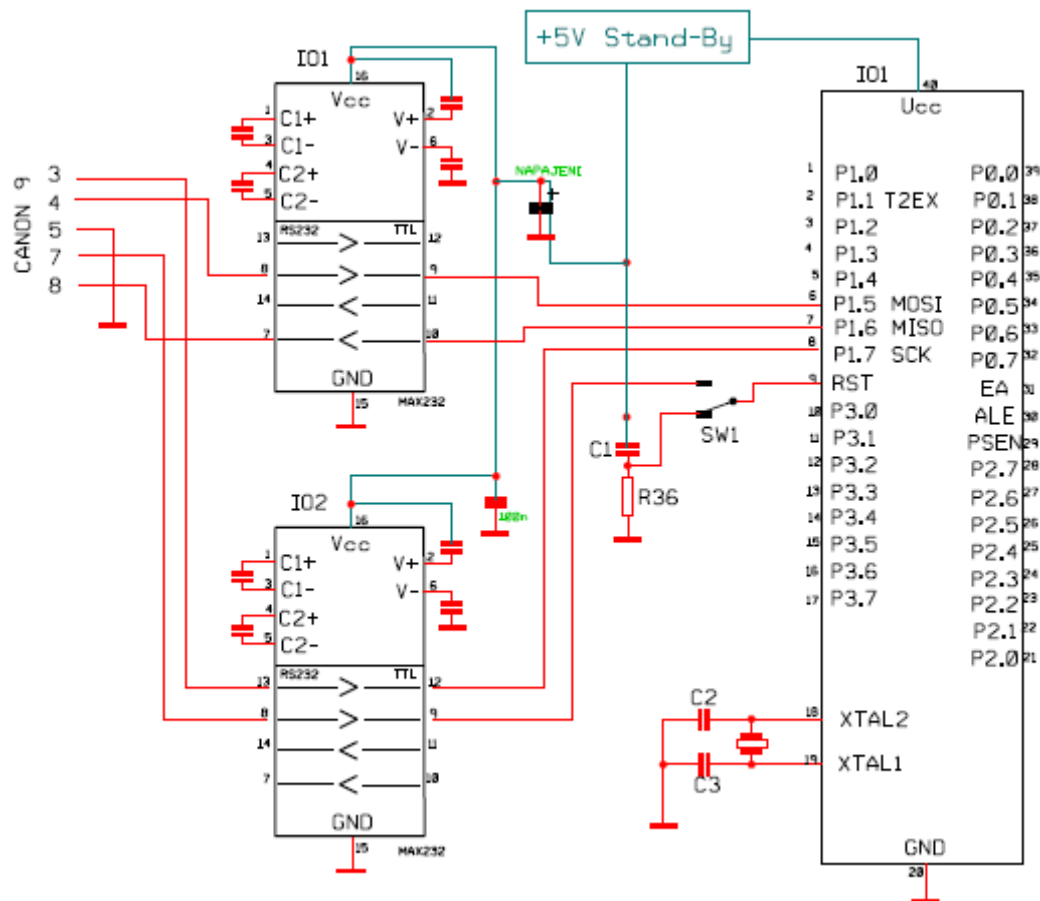 +5V Stand-By
IO1
16
Vcc
1 C1+ V+ 2
3 C1- V- 6
4 C2+
5 C2-
RS232 TTL
13 > 12
8 > 9
14 < 11
7 < 10
GND
15
MAX232
CANON 9
3
4
5
7
8
NAPAJENI
+
100n
IO2
16
Vcc
1 C1+ V+ 2
3 C1- V- 6
4 C2+
5 C2-
RS232 TTL
13 > 12
8 > 9
14 < 11
7 < 10
GND
15
MAX232
SW1
C1
R36
C2
C3
IO1
40
Ucc
1 P1.0 P0.0 39
2 P1.1 T2EX P0.1 38
3 P1.2 P0.2 37
4 P1.3 P0.3 36
5 P1.4 P0.4 35
6 P1.5 MOSI P0.5 34
7 P1.6 MISO P0.6 33
8 P1.7 SCK P0.7 32
9 RST EA 31
10 P3.0 ALE 30
11 P3.1 PSEN 29
12 P3.2 P2.7 28
13 P3.3 P2.6 27
14 P3.4 P2.5 26
15 P3.5 P2.4 25
16 P3.6 P2.3 24
17 P3.7 P2.2 23
P2.1 22
P2.0 21
18 XTAL2
19 XTAL1
GND
20